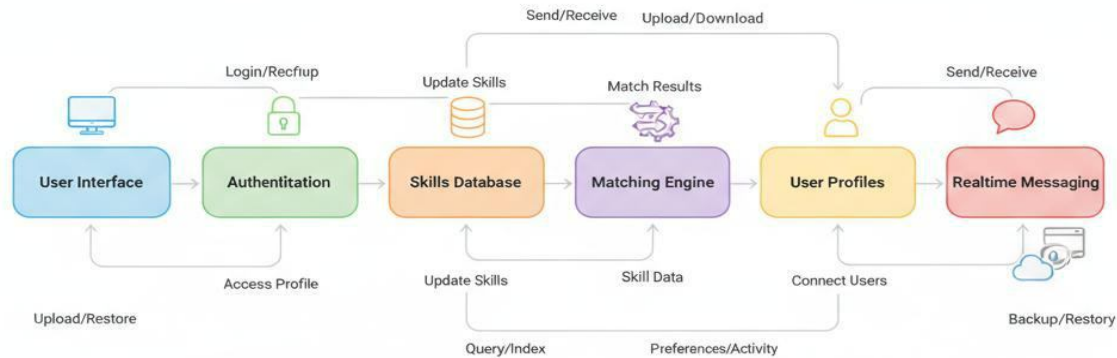 Send/Receive
Upload/Download
Login/Recfiup
Update Skills
Match Results
Send/Receive
User Interface
Authentitation
Skills Database
Matching Engine
User Profiles
Realtime Messaging
Access Profile
Update Skills
Skill Data
Connect Users
Upload/Restore
Backup/Restory
Query/Index
Preferences/Activity